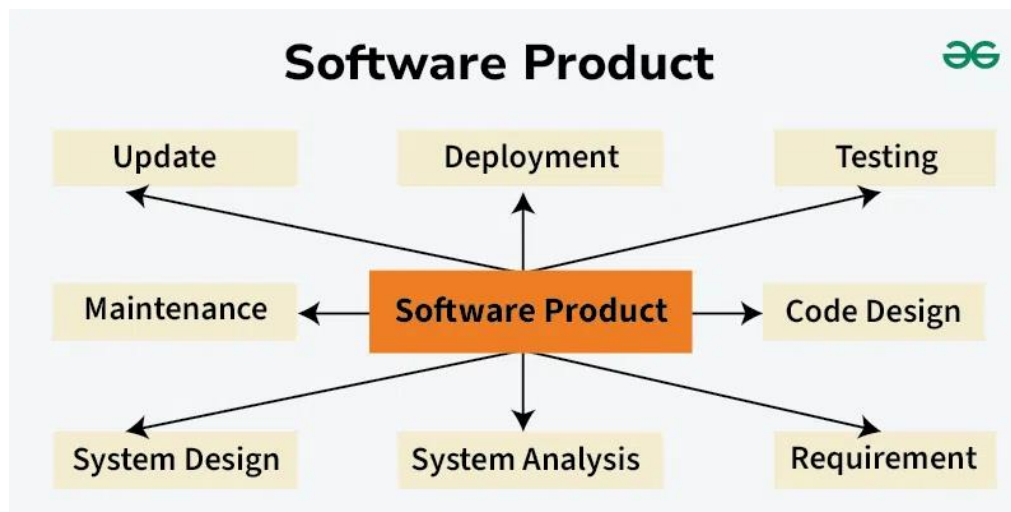 Software Product
Update
Deployment
Testing
Maintenance
Software Product
Code Design
System Design
System Analysis
Requirement